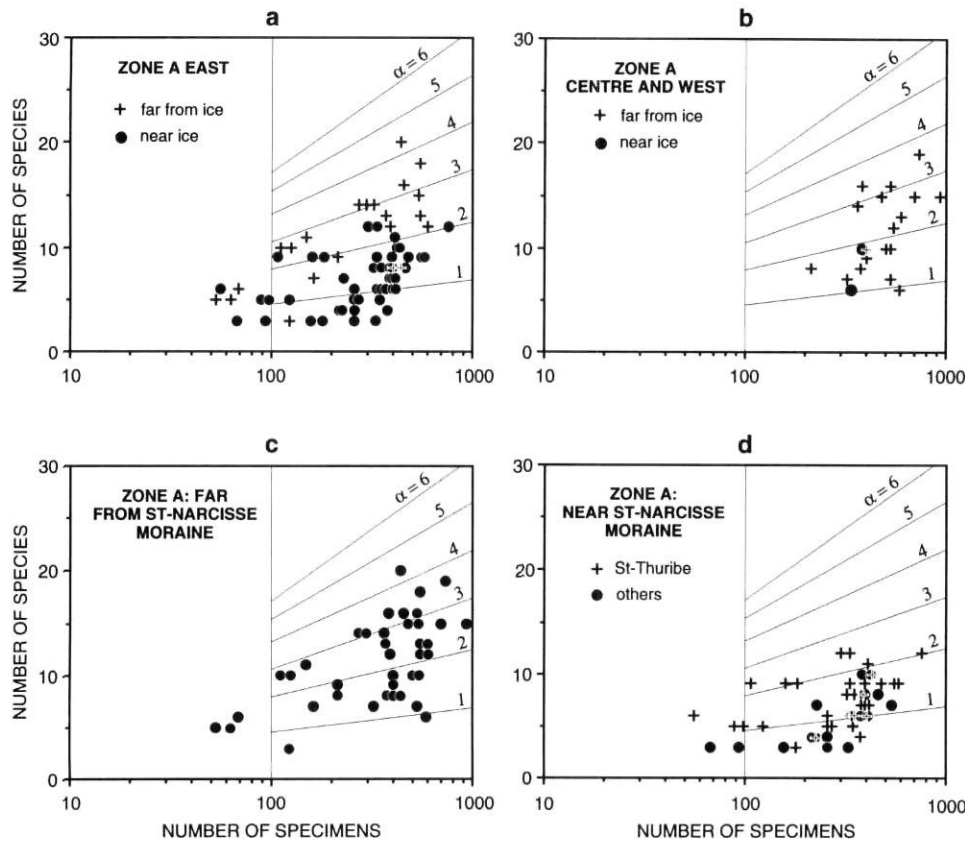 a
30
20
10
0
NUMBER OF SPECIES
ZONE A EAST
+ far from ice
● near ice
α = 6
5
4
3
2
1
10
100
1000
b
30
20
10
0
ZONE A
CENTRE AND WEST
+ far from ice
● near ice
α = 6
5
4
3
2
1
10
100
1000
c
30
20
10
0
NUMBER OF SPECIES
ZONE A: FAR
FROM ST-NARCISSE
MORAINE
α = 6
5
4
3
2
1
10
100
1000
NUMBER OF SPECIMENS
d
30
20
10
0
ZONE A:
NEAR ST-NARCISSE
MORAINE
+ St-Thuribe
● others
α = 6
5
4
3
2
1
10
100
1000
NUMBER OF SPECIMENS